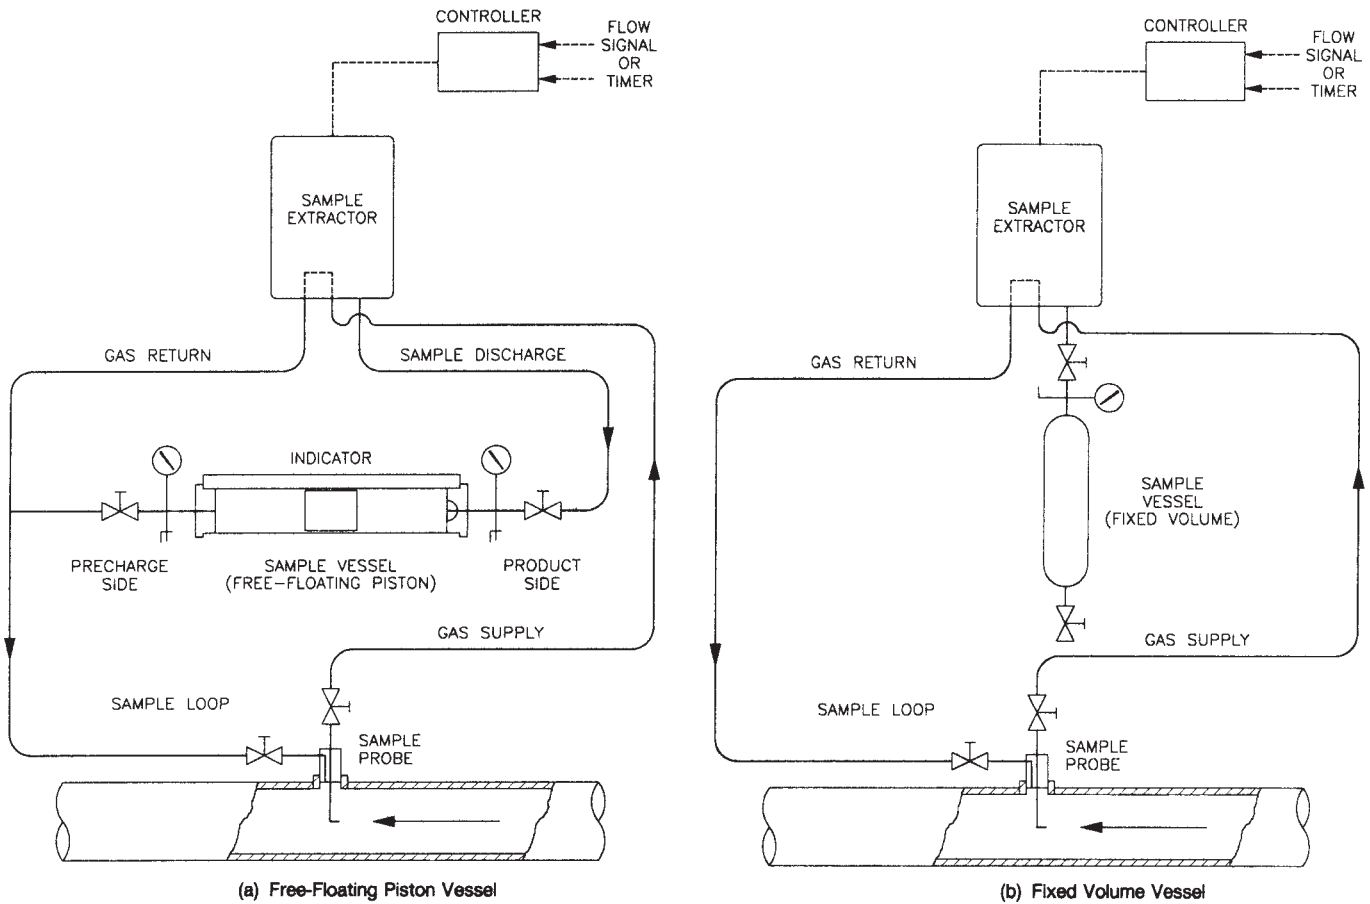 CONTROLLER
FLOW
SIGNAL
OR
TIMER
SAMPLE
EXTRACTOR
GAS RETURN
SAMPLE DISCHARGE
INDICATOR
PRECHARGE
SIDE
SAMPLE VESSEL
(FREE-FLOATING PISTON)
PRODUCT
SIDE
GAS SUPPLY
SAMPLE LOOP
SAMPLE
PROBE
(a) Free-Floating Piston Vessel
CONTROLLER
FLOW
SIGNAL
OR
TIMER
SAMPLE
EXTRACTOR
GAS RETURN
SAMPLE
VESSEL
(FIXED VOLUME)
GAS SUPPLY
SAMPLE LOOP
SAMPLE
PROBE
(b) Fixed Volume Vessel